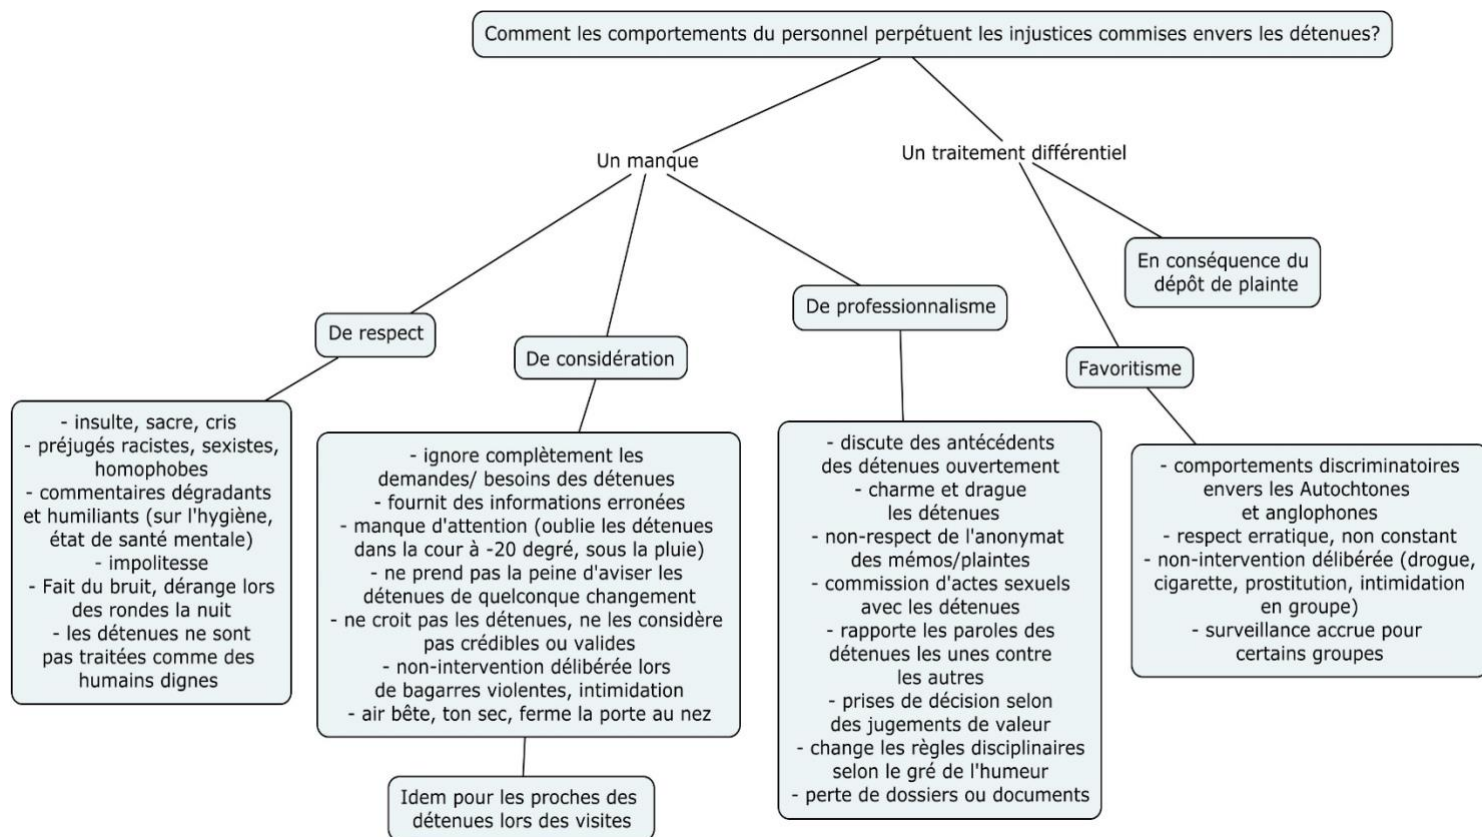 Comment les comportements du personnel perpétuent les injustices commises envers les détenues?
Un manque
Un traitement différentiel
De respect
De considération
De professionnalisme
En conséquence du
dépôt de plainte
Favoritisme
- insulte, sacre, cris
- préjugés racistes, sexistes,
homophobes
- commentaires dégradants
et humiliants (sur l'hygiène,
état de santé mentale)
- impolitesse
- Fait du bruit, dérange lors
des rondes la nuit
- les détenues ne sont
pas traitées comme des
humains dignes
- ignore complètement les
demandes/ besoins des détenues
- fournit des informations erronées
- manque d'attention (oublie les détenues
dans la cour à -20 degré, sous la pluie)
- ne prend pas la peine d'aviser les
détenues de quelconque changement
- ne croit pas les détenues, ne les considère
pas crédibles ou valides
- non-intervention délibérée lors
de bagarres violentes, intimidation
- air bête, ton sec, ferme la porte au nez
Idem pour les proches des
détenues lors des visites
- discute des antécédents
des détenues ouvertement
- charme et drague
les détenues
- non-respect de l'anonymat
des mémos/plaintes
- commission d'actes sexuels
avec les détenues
- rapporte les paroles des
détenues les unes contre
les autres
- prises de décision selon
des jugements de valeur
- change les règles disciplinaires
selon le gré de l'humeur
- perte de dossiers ou documents
- comportements discriminatoires
envers les Autochtones
et anglophones
- respect erratique, non constant
- non-intervention délibérée (drogue,
cigarette, prostitution, intimidation
en groupe)
- surveillance accrue pour
certains groupes